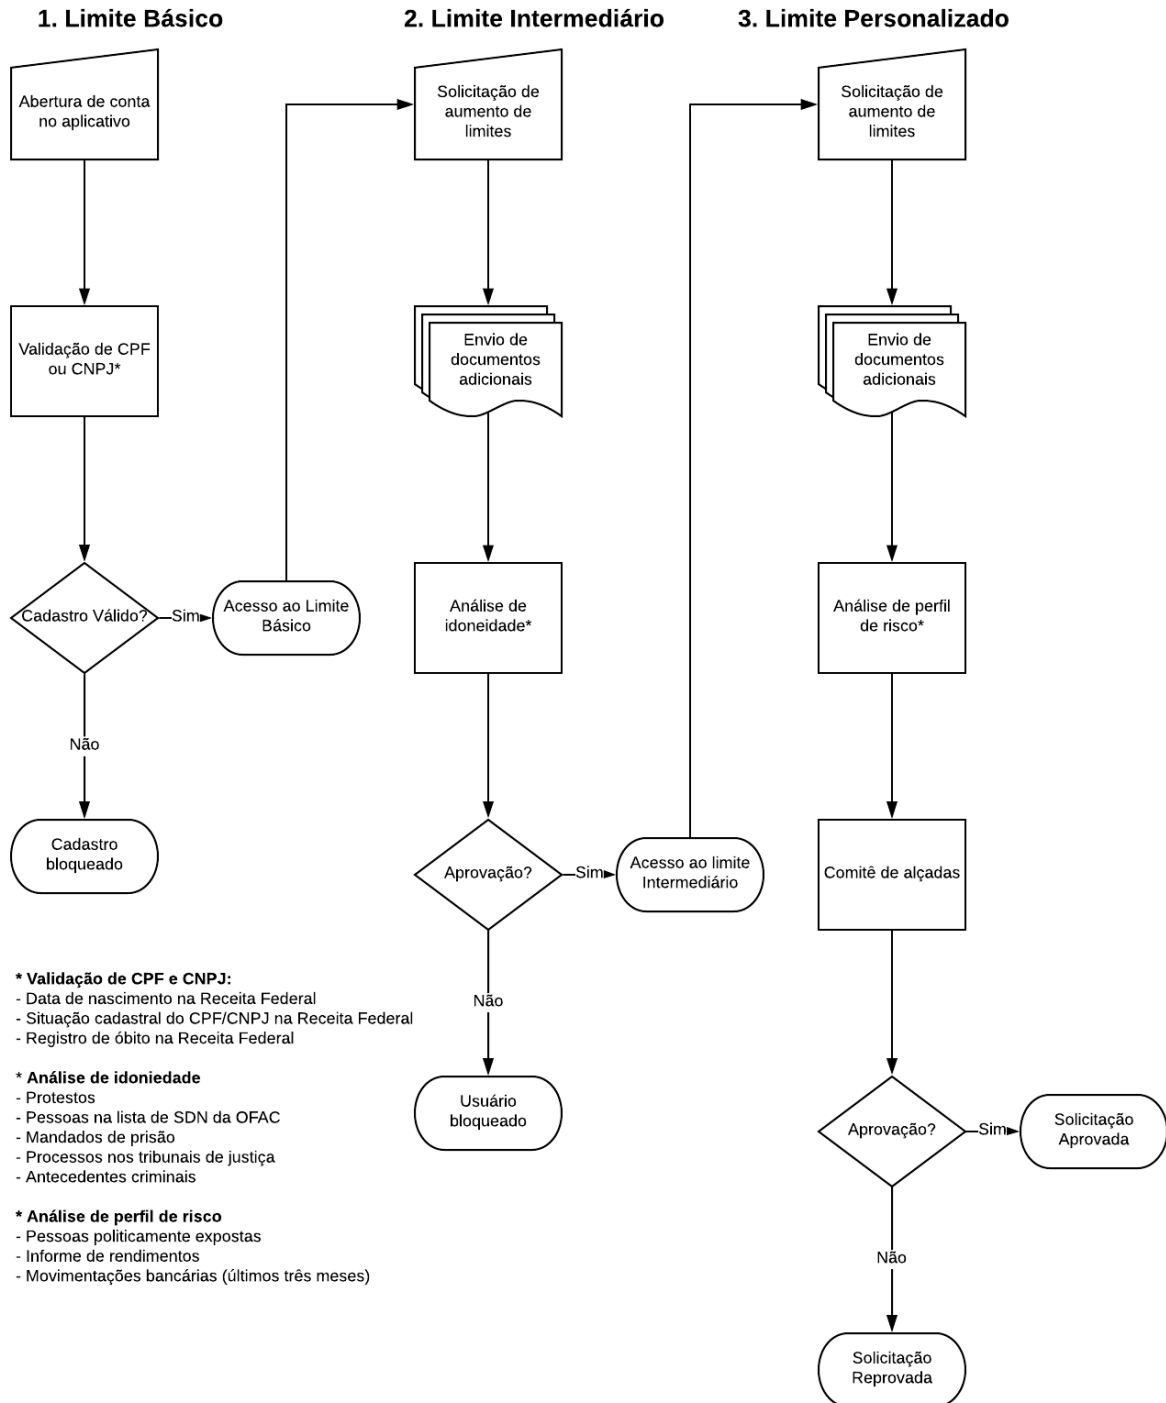 1. Limite Básico
Abertura de conta
no aplicativo
Validação de CPF
ou CNPJ*
Cadastro Válido?
Sim
Acesso ao Limite
Básico
Não
Cadastro
bloqueado
2. Limite Intermediário
Solicitação de
aumento de
limites
Envio de
documentos
adicionais
Análise de
idoneidade*
Aprovação?
Sim
Acesso ao limite
Intermediário
Não
Usuário
bloqueado
3. Limite Personalizado
Solicitação de
aumento de
limites
Envio de
documentos
adicionais
Análise de perfil
de risco*
Comitê de alçadas
Aprovação?
Sim
Solicitação
Aprovada
Não
Solicitação
Reprovada
* Validação de CPF e CNPJ:
- Data de nascimento na Receita Federal
- Situação cadastral do CPF/CNPJ na Receita Federal
- Registro de óbito na Receita Federal
* Análise de idoniedade
- Protestos
- Pessoas na lista de SDN da OFAC
- Mandados de prisão
- Processos nos tribunais de justiça
- Antecedentes criminais
* Análise de perfil de risco
- Pessoas politicamente expostas
- Informe de rendimentos
- Movimentações bancárias (últimos três meses)